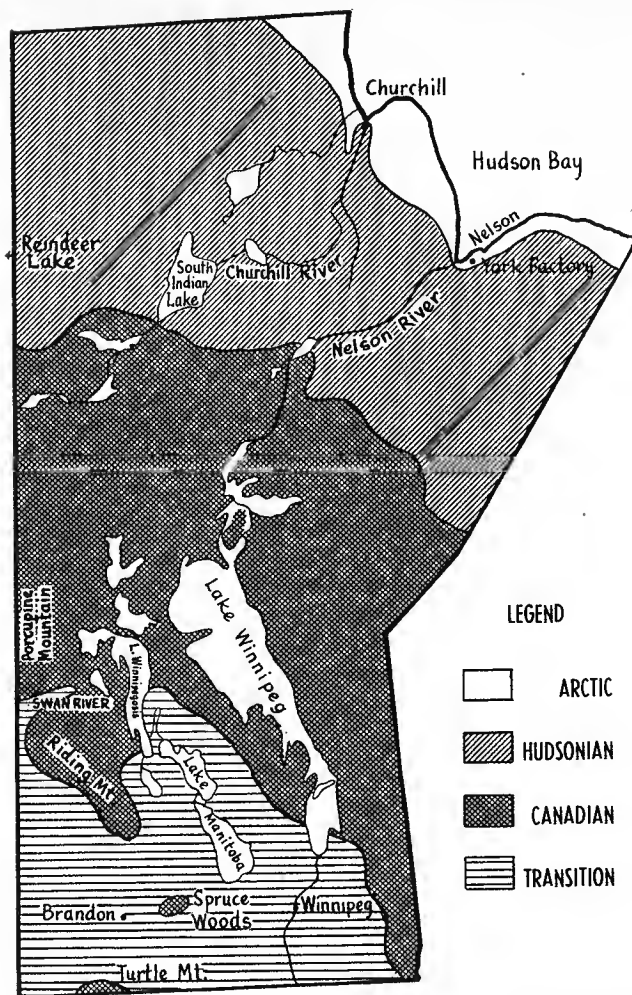 Churchill
Hudson Bay
Nelson
York Factory
Reindeer
Lake
South
Indian
Lake
Churchill River
Nelson River
Porcupine
Mountain
Lake Winnipeg
L. Winnipegosis
SWAN RIVER
Riding Mt.
Lake
Manitoba
Brandon
Spruce
Woods
Winnipeg
Turtle Mt.
LEGEND
ARCTIC
HUDSONIAN
CANADIAN
TRANSITION